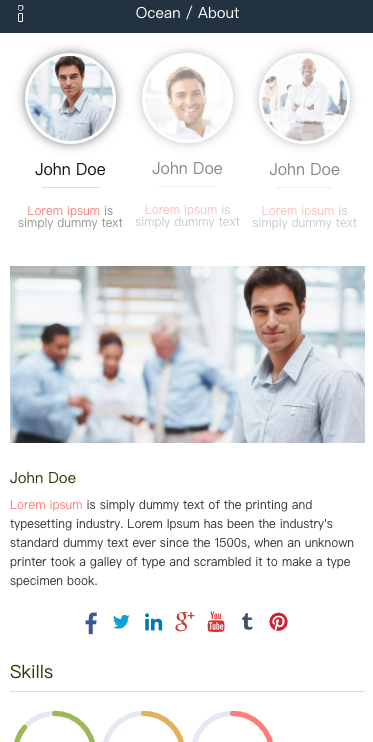 Ocean / About
John Doe
John Doe
John Doe
Lorem ipsum is
simply dummy text
Lorem ipsum is
simply dummy text
Lorem ipsum is
simply dummy text
John Doe
Lorem ipsum is simply dummy text of the printing and
typesetting industry. Lorem Ipsum has been the industry's
standard dummy text ever since the 1500s, when an unknown
printer took a galley of type and scrambled it to make a type
specimen book.
You
Tube
Skills